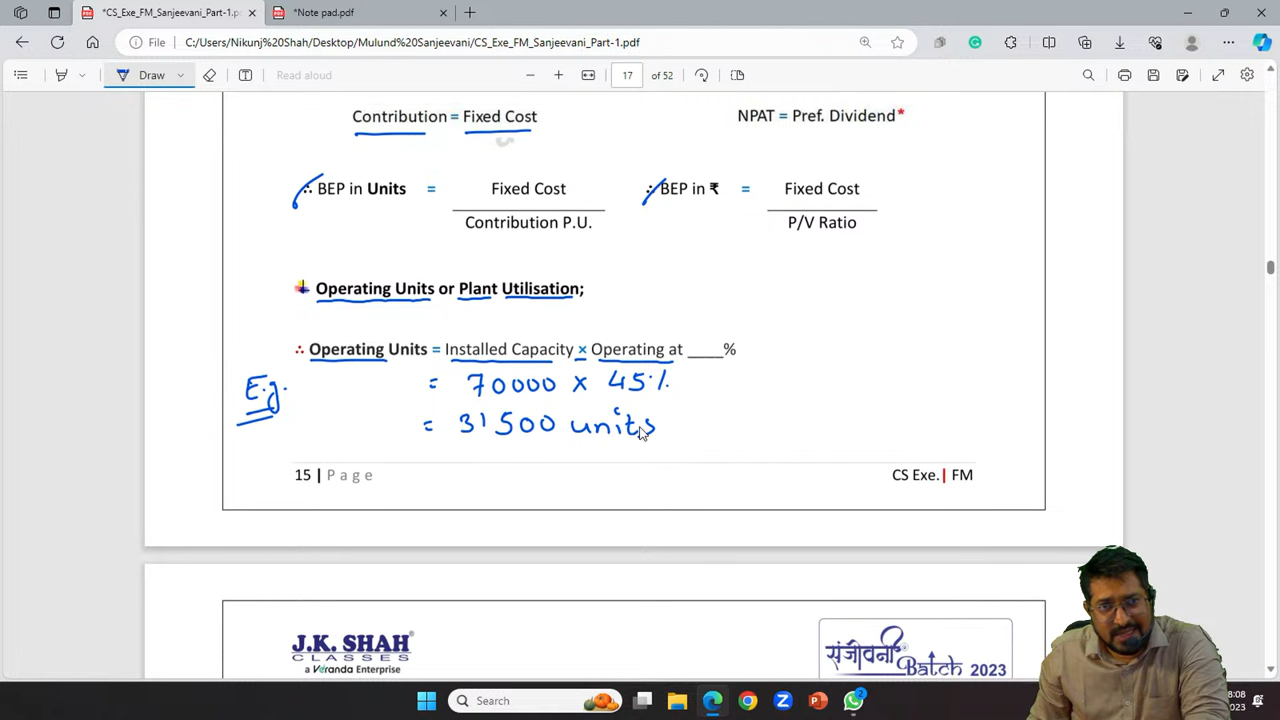 *CS_Exe_FM_Sanjeevani_Part-1.p
*Note pad.pdf
File C:/Users/Nikunj%20Shah/Desktop/Mulund%20Sanjeevani/CS_Exe_FM_Sanjeevani_Part-1.pdf
Draw Read aloud 17 of 52
Contribution = Fixed Cost NPAT = Pref. Dividend*
∴ BEP in Units = Fixed Cost
Contribution P.U.
∴ BEP in ₹ = Fixed Cost
P/V Ratio
Operating Units or Plant Utilisation;
∴ Operating Units = Installed Capacity × Operating at ____%
E.g. = 70000 x 45%
= 31500 units
15 | Page CS Exe.| FM
J.K. SHAH®
CLASSES
a Veranda Enterprise
संजीवनी Batch 2023
Search
2